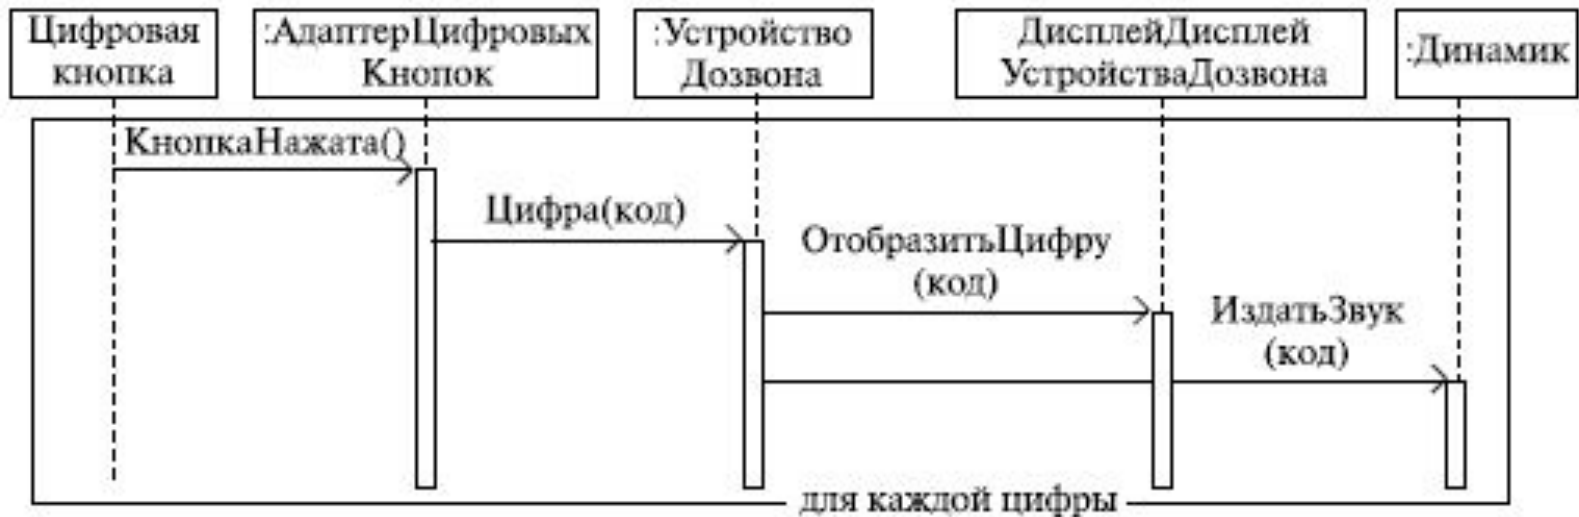 Цифровая
кнопка
:АдаптерЦифровых
Кнопок
:Устройство
Дозвона
ДисплейДисплей
УстройстваДозвона
:Динамик
КнопкаНажата()
Цифра(код)
ОтобразитьЦифру
(код)
ИздатьЗвук
(код)
для каждой цифры